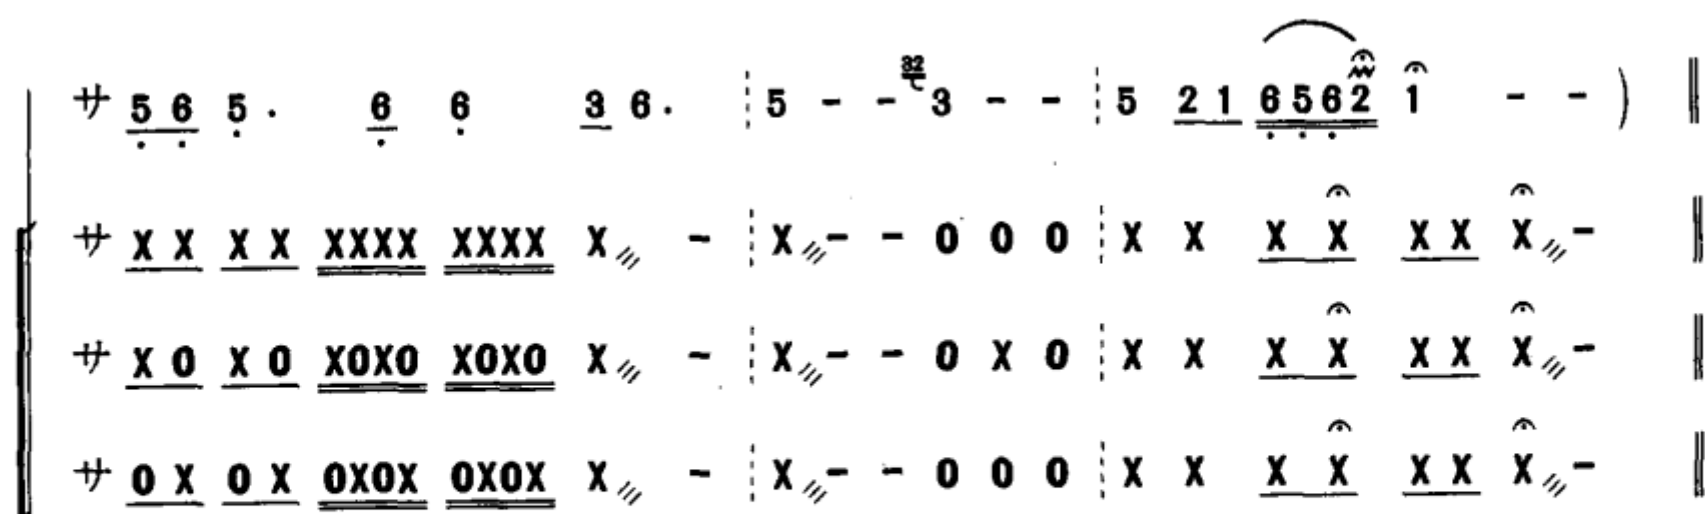 サ 5 6 5 . 6 6 3 6 . ┊ 5 - - 32 3 - - ┊ 5 2 1 6 5 6 2 1 - - ) ‖
サ X X X X XXXX XXXX X /// - ┊ X /// - - 0 0 0 ┊ X X X X X X X /// - ‖
サ X 0 X 0 X0X0 X0X0 X /// - ┊ X /// - - 0 X 0 ┊ X X X X X X X /// - ‖
サ 0 X 0 X 0X0X 0X0X X /// - ┊ X /// - - 0 0 0 ┊ X X X X X X X /// - ‖